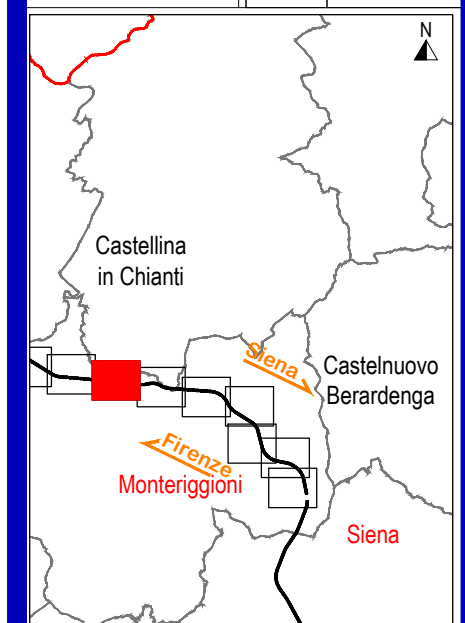 N
Castellina
in Chianti
Siena
Castelnuovo
Berardenga
Firenze
Monteriggioni
Siena